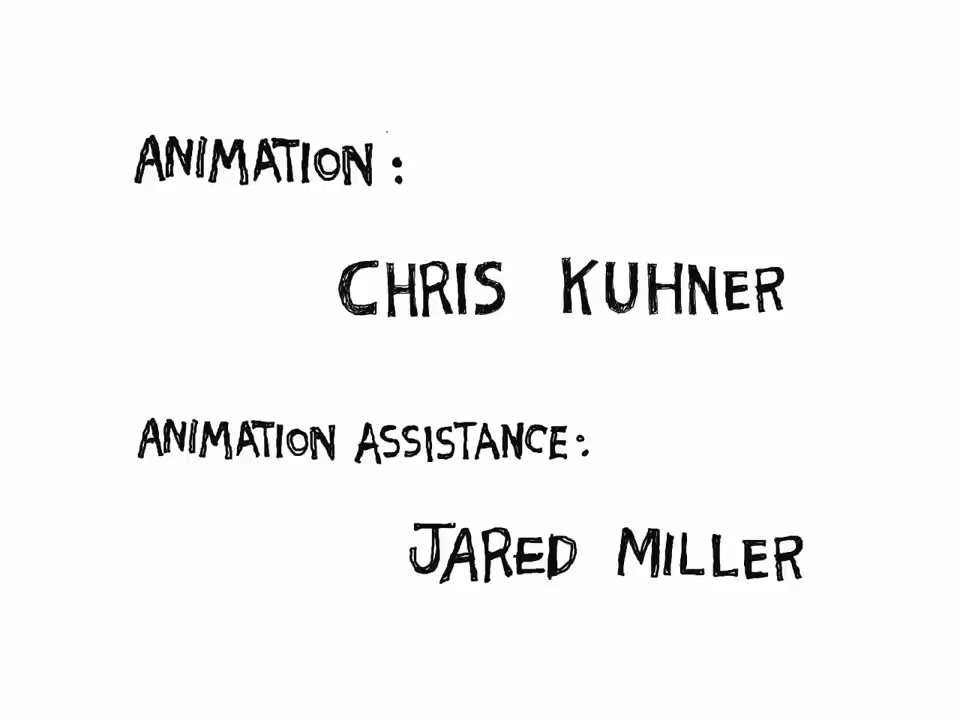 ANIMATION:
CHRIS KUHNER
ANIMATION ASSISTANCE:
JARED MILLER